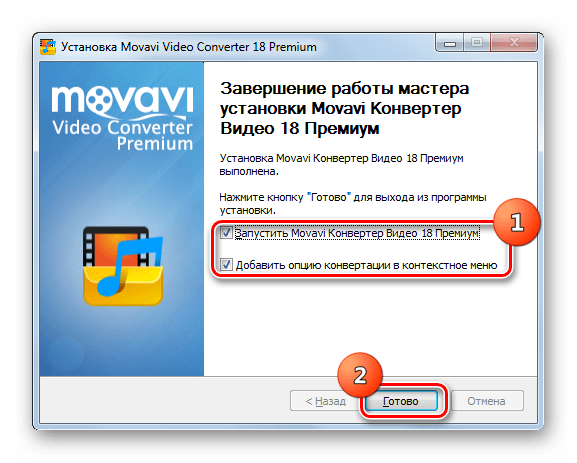 Установка Movavi Video Converter 18 Premium
movavi
Video Converter
Premium
Завершение работы мастера
установки Movavi Конвертер
Видео 18 Премиум
Установка Movavi Конвертер Видео 18 Премиум
выполнена.
Нажмите кнопку "Готово" для выхода из программы
установки.
1
Запустить Movavi Конвертер Видео 18 Премиум
Добавить опцию конвертации в контекстное меню
2
< Назад
Готово
Отмена